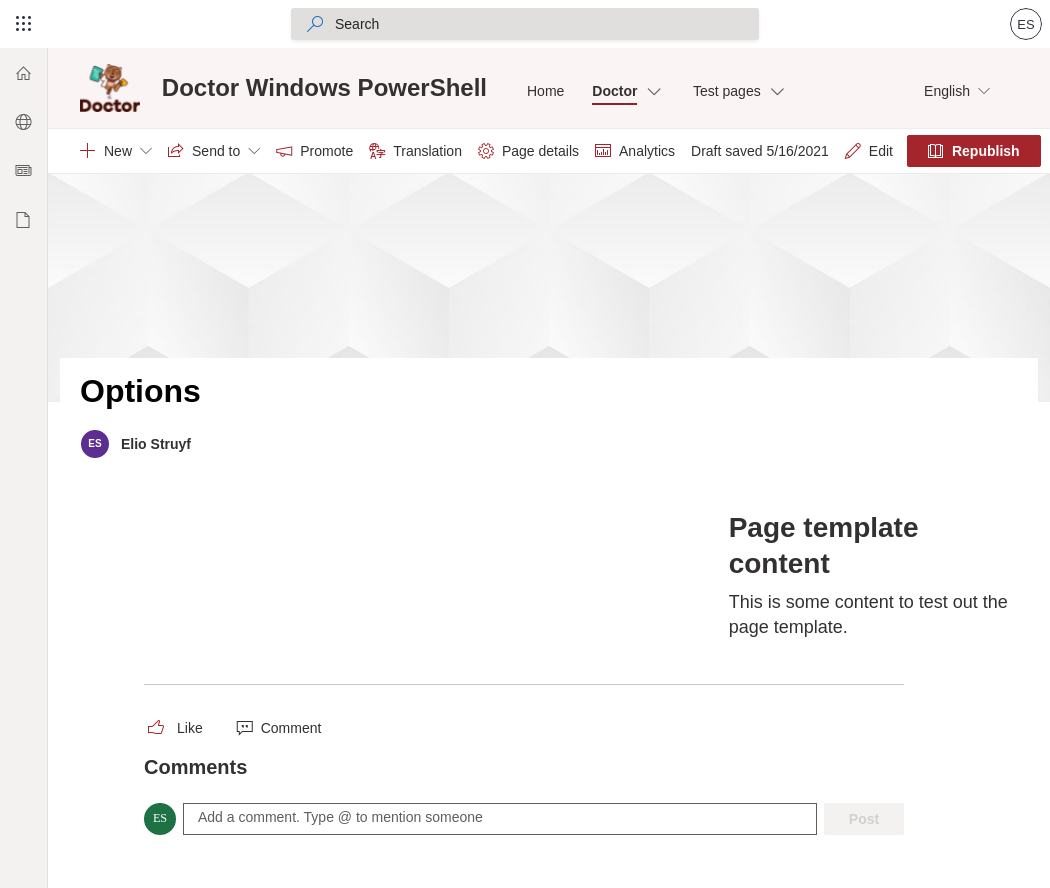 Search
ES
Doctor
Doctor Windows PowerShell
Home
Doctor
Test pages
English
New
Send to
Promote
Translation
Page details
Analytics
Draft saved 5/16/2021
Edit
Republish
Options
ES
Elio Struyf
Page template
content
This is some content to test out the
page template.
Like
Comment
Comments
ES
Add a comment. Type @ to mention someone
Post